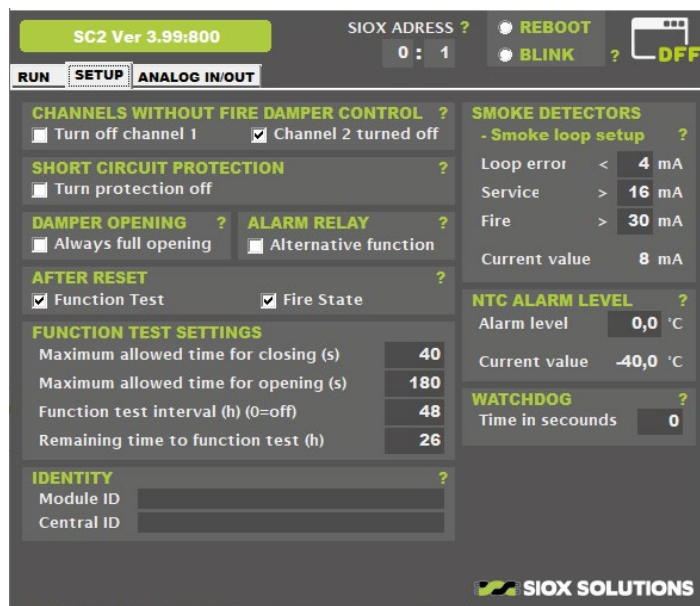 SC2 Ver 3.99:800
SIOX ADRESS ?
0 : 1
REBOOT
BLINK ?
DFF
RUN SETUP ANALOG IN/OUT
CHANNELS WITHOUT FIRE DAMPER CONTROL ?
Turn off channel 1 Channel 2 turned off
SHORT CIRCUIT PROTECTION ?
Turn protection off
DAMPER OPENING ?
Always full opening
ALARM RELAY ?
Alternative function
AFTER RESET ?
Function Test Fire State
FUNCTION TEST SETTINGS
Maximum allowed time for closing (s) 40
Maximum allowed time for opening (s) 180
Function test interval (h) (0=off) 48
Remaining time to function test (h) 26
IDENTITY ?
Module ID
Central ID
SMOKE DETECTORS
- Smoke loop setup ?
Loop error < 4 mA
Service > 16 mA
Fire > 30 mA
Current value 8 mA
NTC ALARM LEVEL ?
Alarm level 0,0 °C
Current value -40,0 °C
WATCHDOG ?
Time in secounds 0
SIOX SOLUTIONS